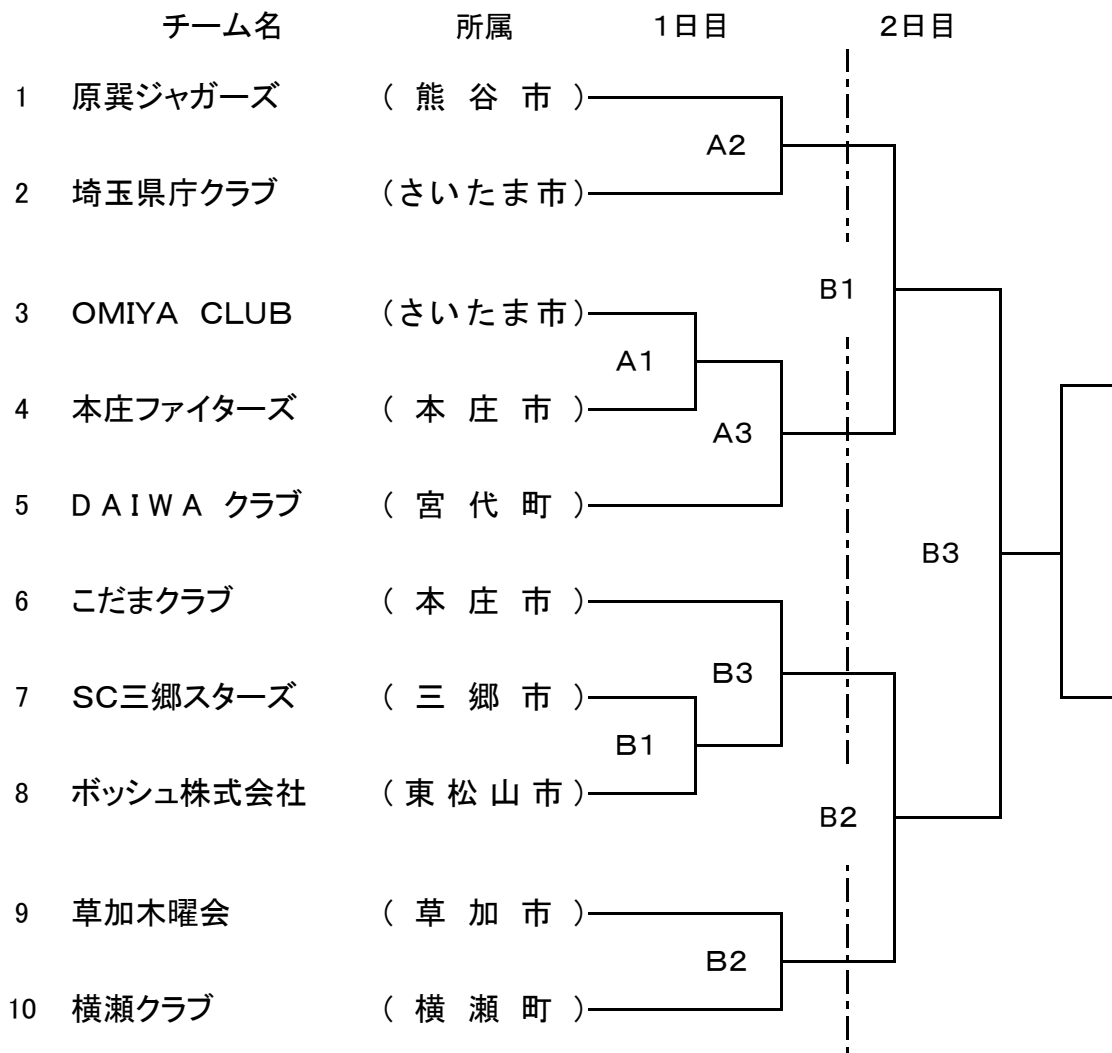 チーム名 所属 1日目 2日目
1 原巽ジャガーズ （ 熊 谷 市 ）
A2
2 埼玉県庁クラブ （さいたま市）
B1
3 OMIYA CLUB （さいたま市）
A1
4 本庄ファイターズ （ 本 庄 市 ）
A3
5 DAIWA クラブ （ 宮 代 町 ）
B3
6 こだまクラブ （ 本 庄 市 ）
B3
7 SC三郷スターズ （ 三 郷 市 ）
B1
8 ボッシュ株式会社 （ 東 松 山 市 ）
B2
9 草加木曜会 （ 草 加 市 ）
B2
10 横瀬クラブ （ 横 瀬 町 ）